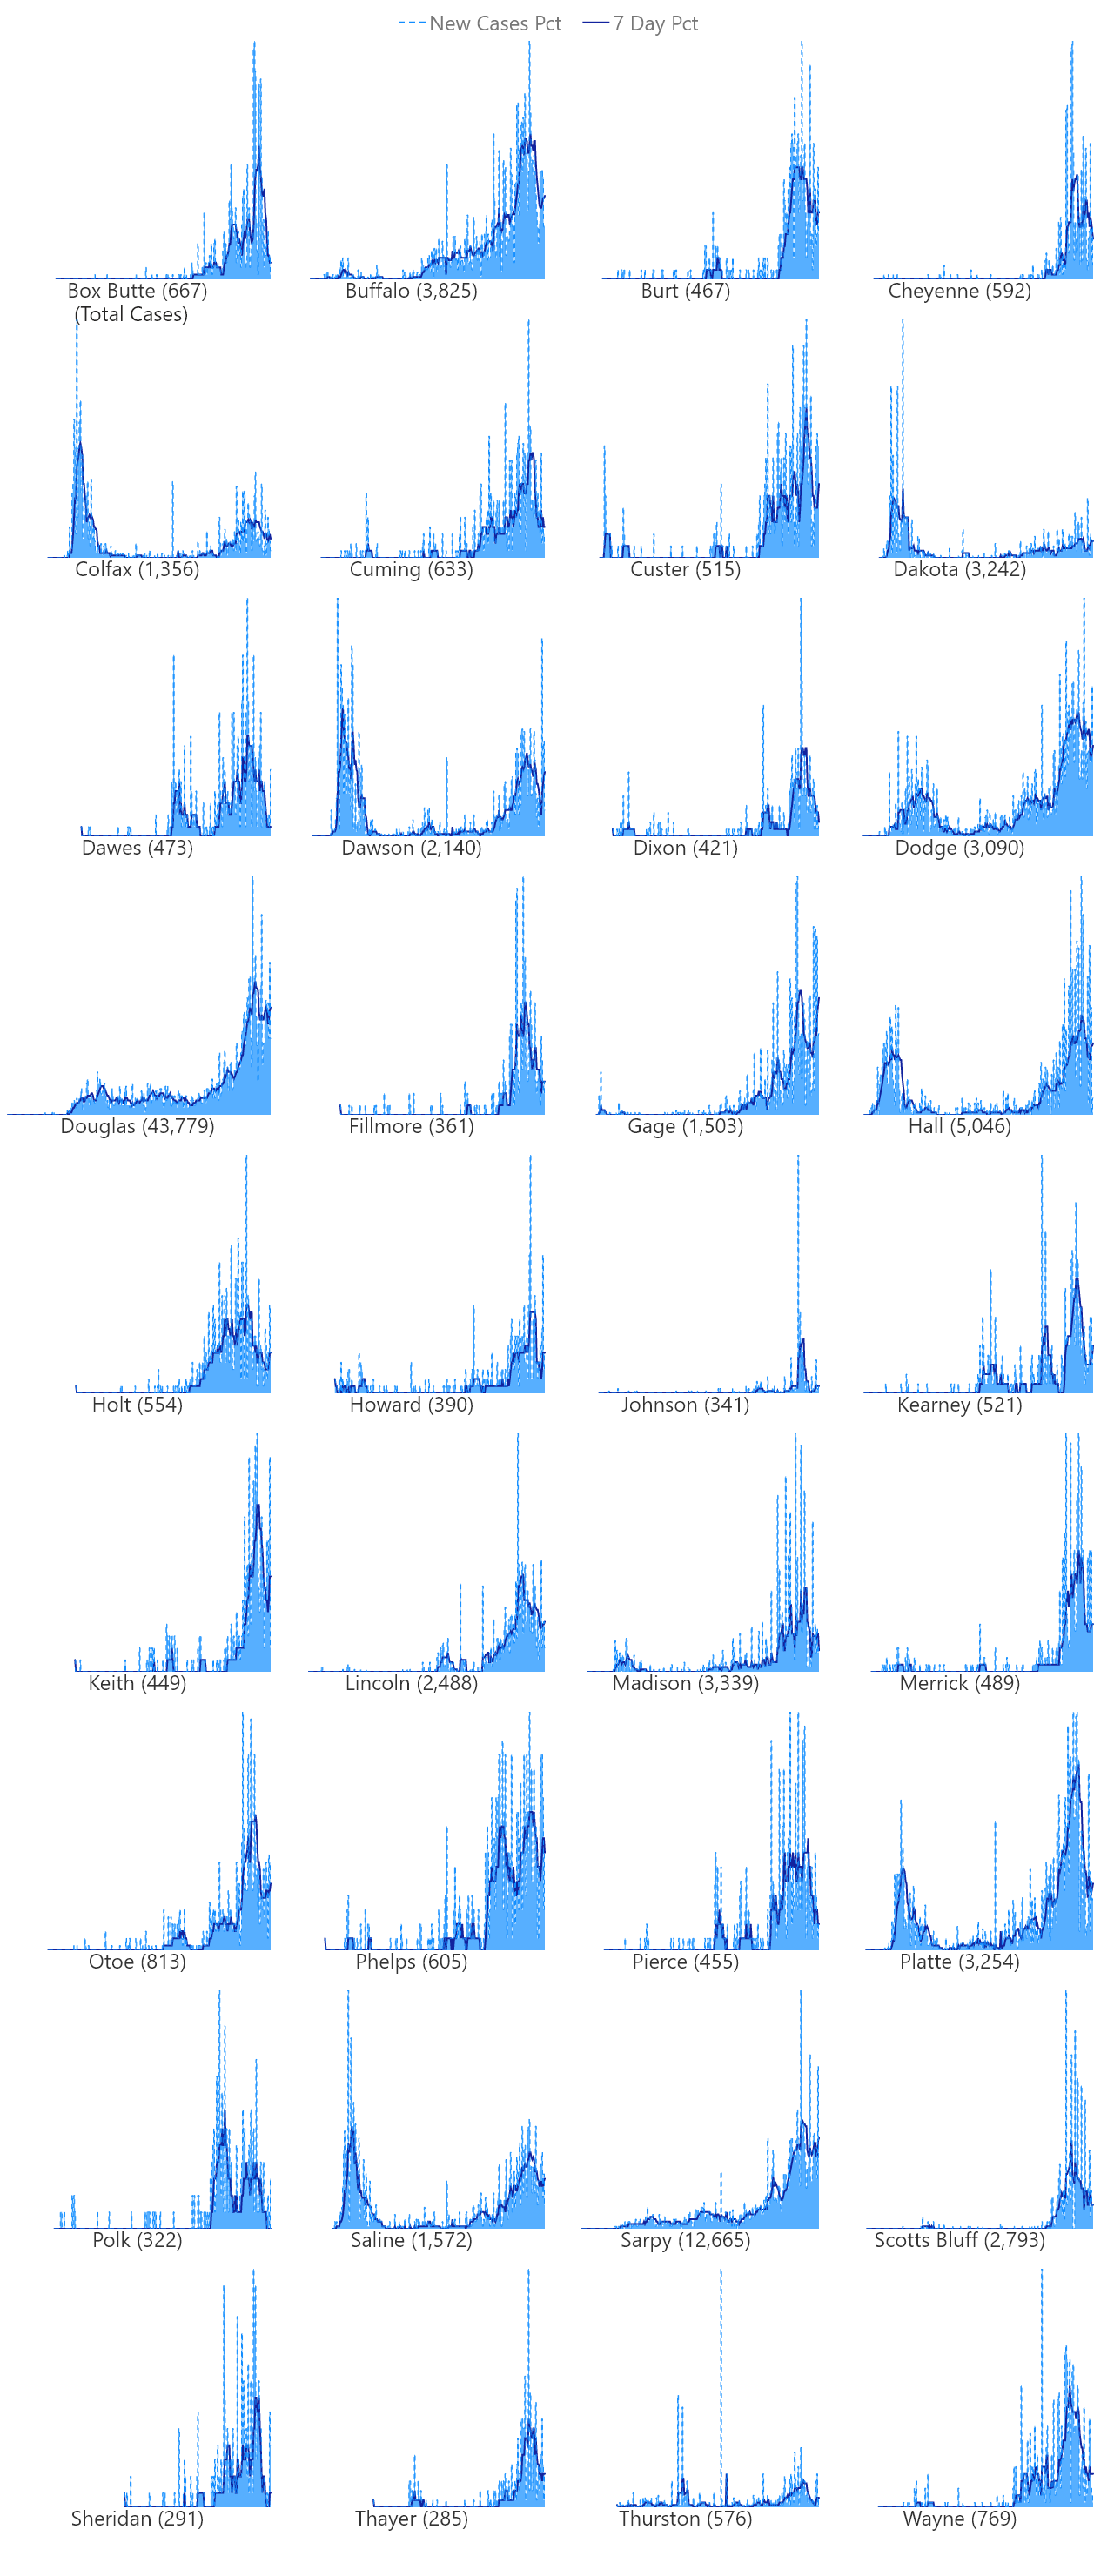 New Cases Pct 7 Day Pct
Box Butte (667) Buffalo (3,825) Burt (467) Cheyenne (592)
(Total Cases)
Colfax (1,356) Cuming (633) Custer (515) Dakota (3,242)
Dawes (473) Dawson (2,140) Dixon (421) Dodge (3,090)
Douglas (43,779) Fillmore (361) Gage (1,503) Hall (5,046)
Holt (554) Howard (390) Johnson (341) Kearney (521)
Keith (449) Lincoln (2,488) Madison (3,339) Merrick (489)
Otoe (813) Phelps (605) Pierce (455) Platte (3,254)
Polk (322) Saline (1,572) Sarpy (12,665) Scotts Bluff (2,793)
Sheridan (291) Thayer (285) Thurston (576) Wayne (769)